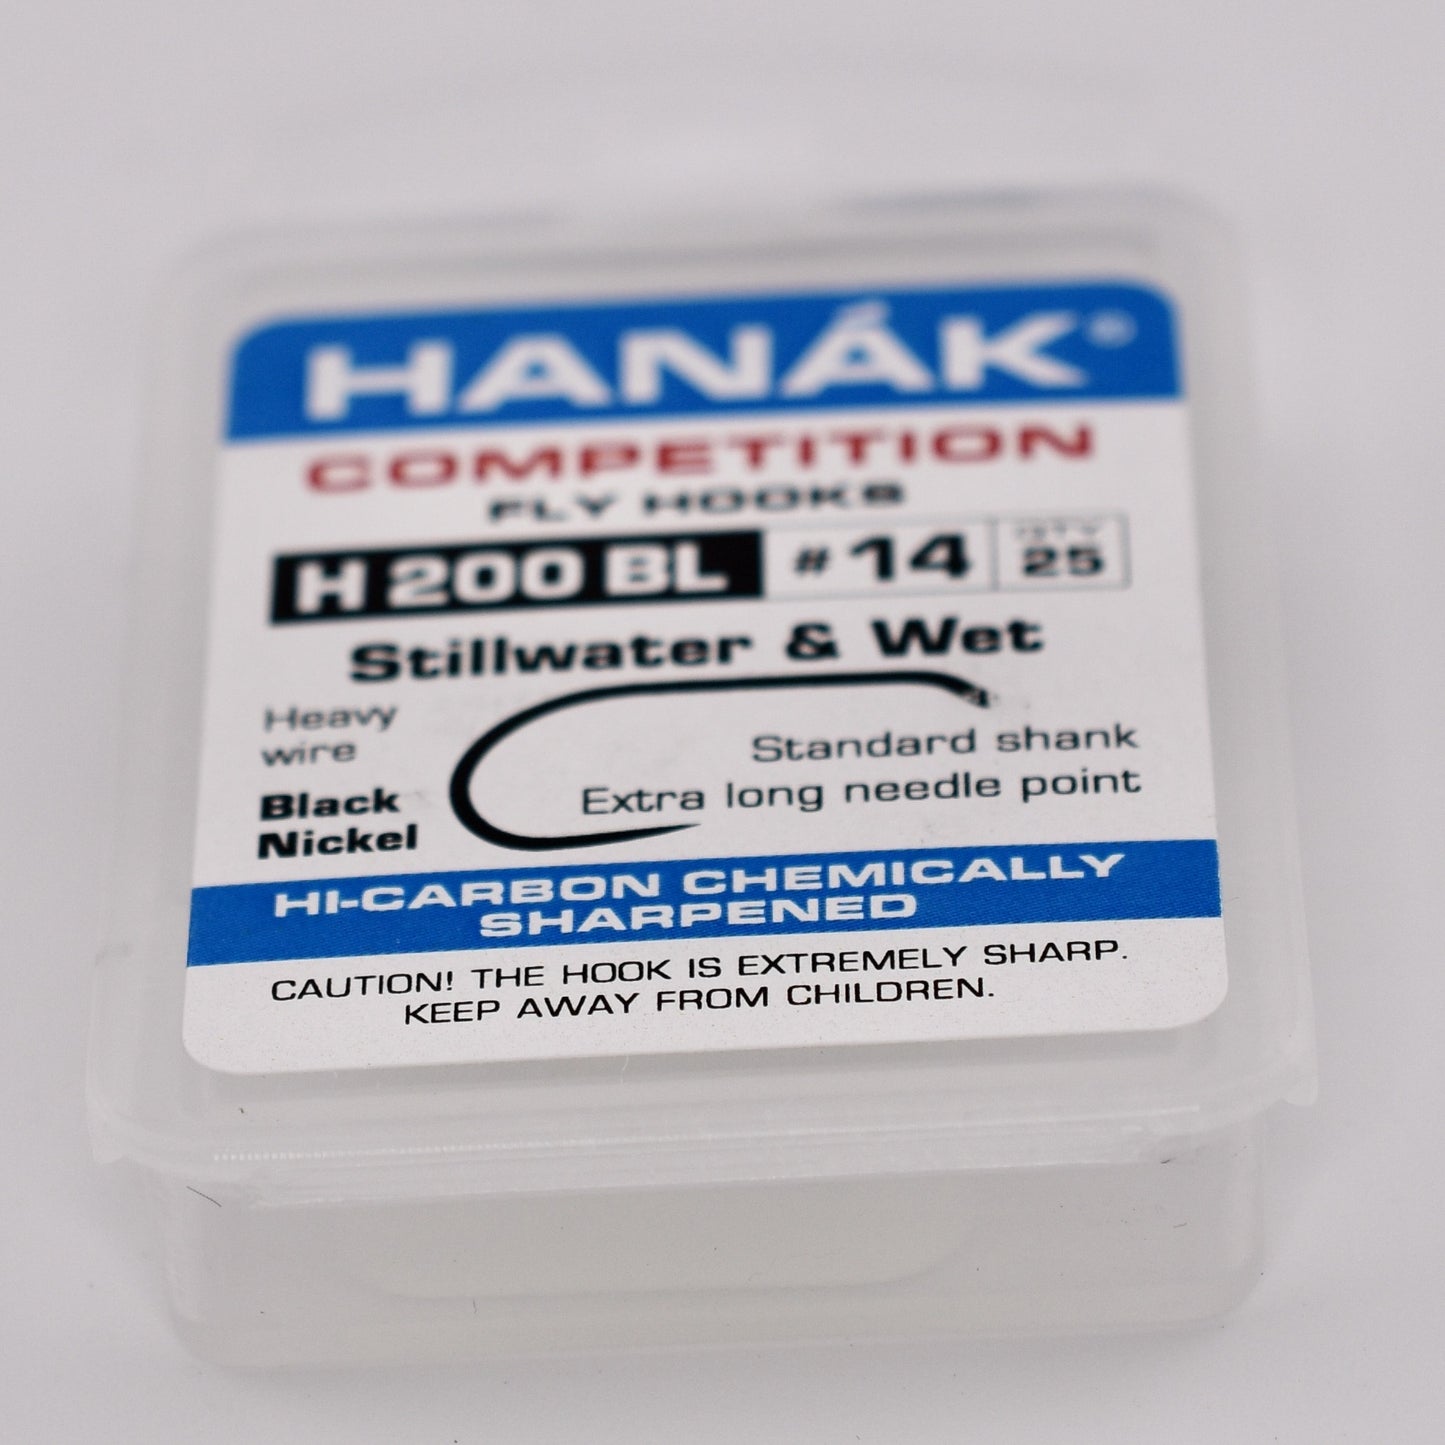 HANÁK®
COMPETITION
FLY HOOKS
H 200 BL # 14 QTY 25
Stillwater & Wet
Heavy
wire
Standard shank
Extra long needle point
Black
Nickel
HI-CARBON CHEMICALLY
SHARPENED
CAUTION! THE HOOK IS EXTREMELY SHARP.
KEEP AWAY FROM CHILDREN.